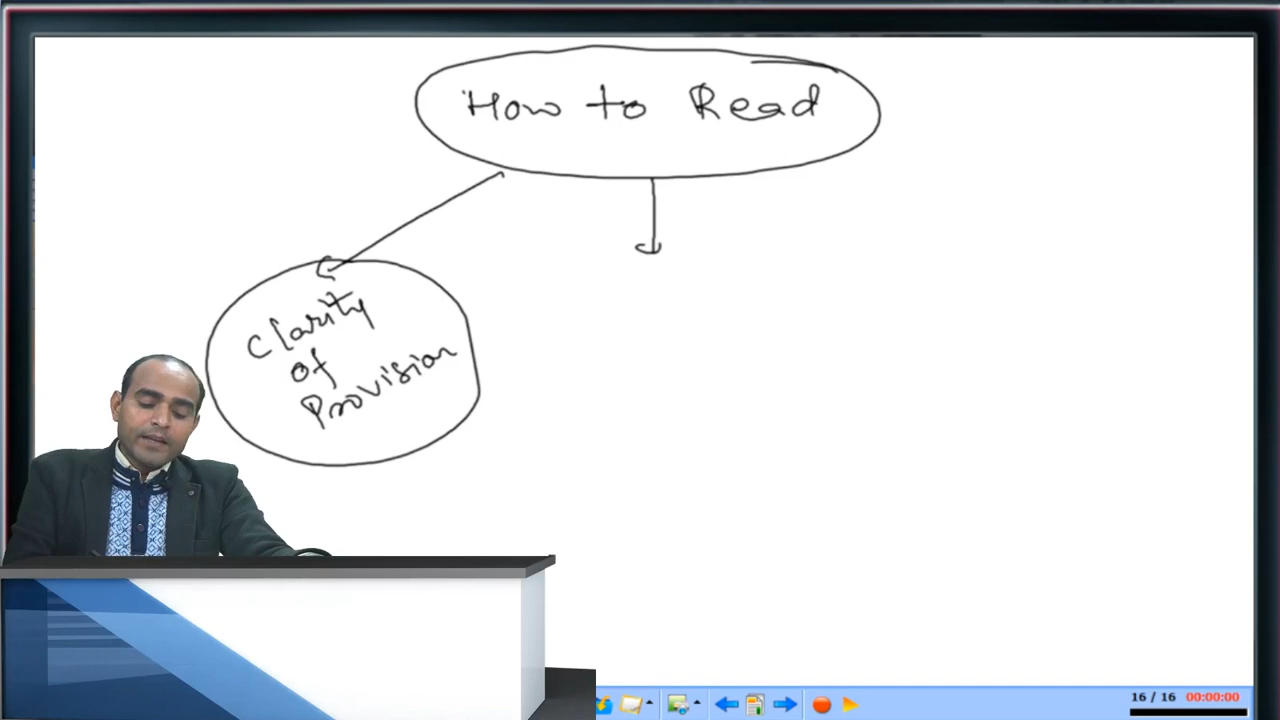 How to Read
Clarity
of
Provision
16 / 16 00:00:00